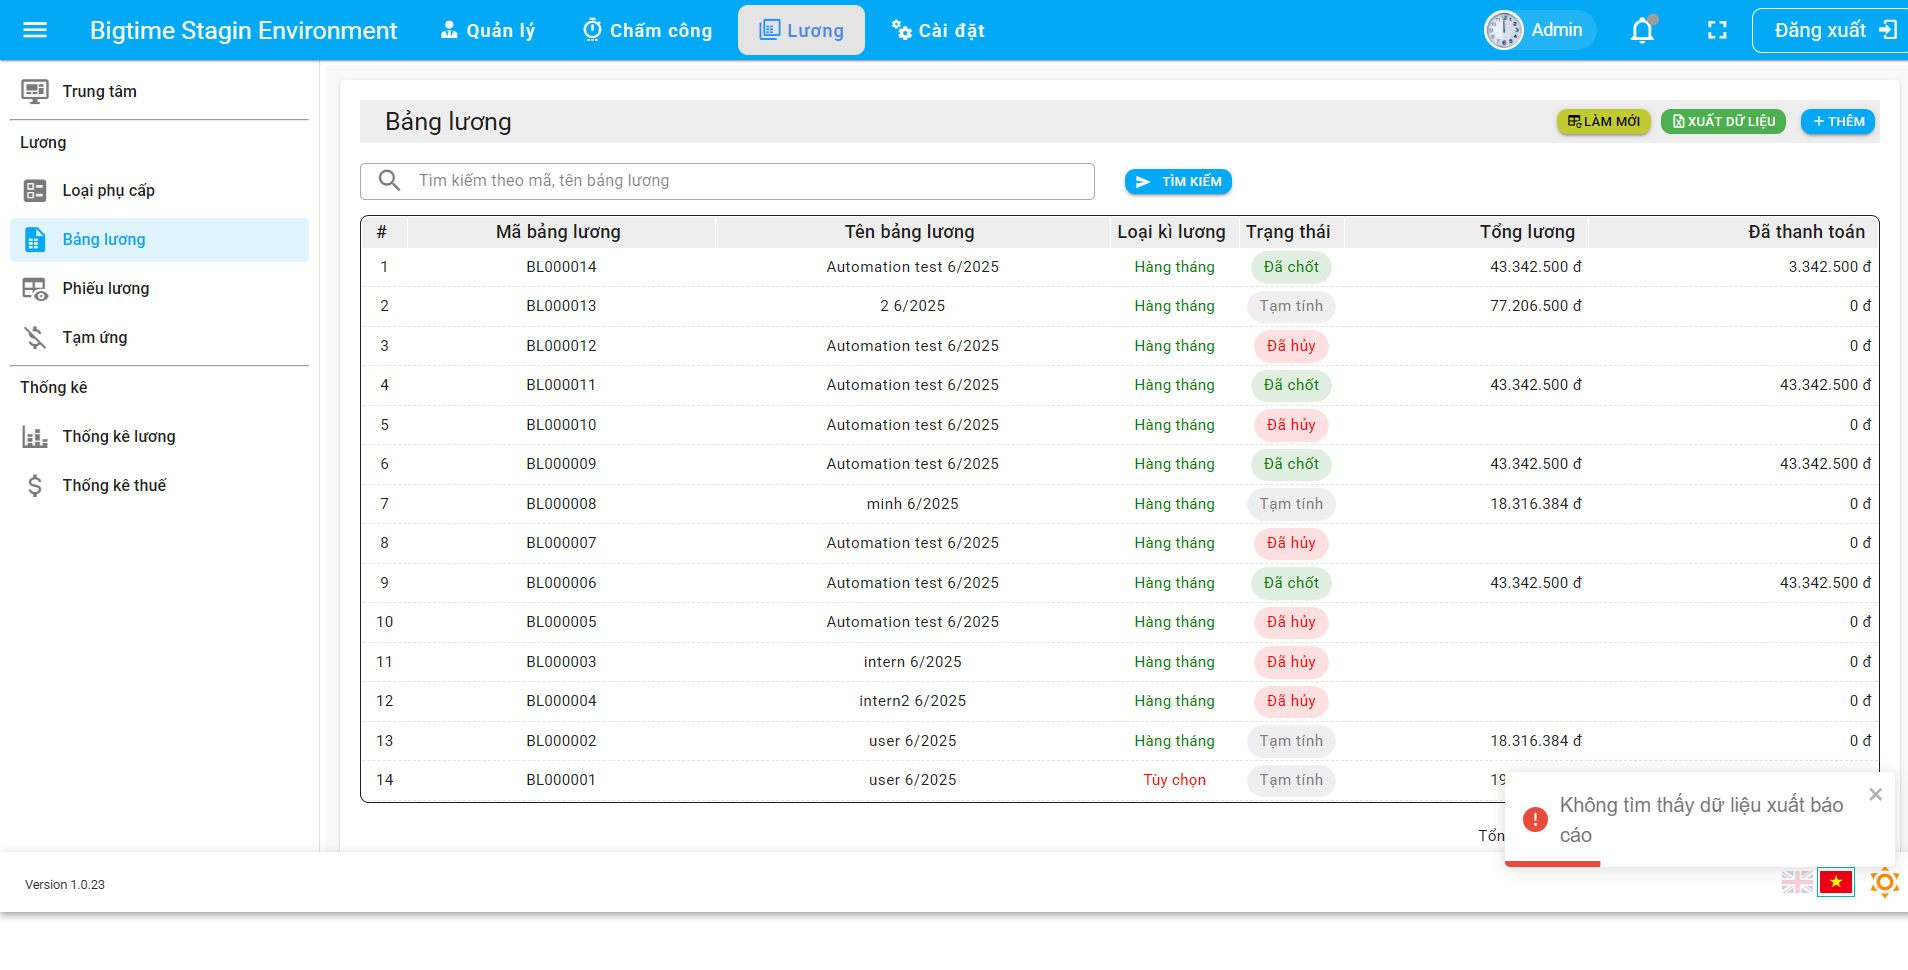 Bigtime Stagin Environment
Quản lý
Chấm công
Lương
Cài đặt
Admin
Đăng xuất
Trung tâm
Lương
Loại phụ cấp
Bảng lương
Phiếu lương
Tạm ứng
Thống kê
Thống kê lương
Thống kê thuế
Bảng lương
LÀM MỚI
XUẤT DỮ LIỆU
+ THÊM
Tìm kiếm theo mã, tên bảng lương
TÌM KIẾM
# Mã bảng lương Tên bảng lương Loại kì lương Trạng thái Tổng lương Đã thanh toán
1 BL000014 Automation test 6/2025 Hàng tháng Đã chốt 43.342.500 đ 3.342.500 đ
2 BL000013 2 6/2025 Hàng tháng Tạm tính 77.206.500 đ 0 đ
3 BL000012 Automation test 6/2025 Hàng tháng Đã hủy 0 đ
4 BL000011 Automation test 6/2025 Hàng tháng Đã chốt 43.342.500 đ 43.342.500 đ
5 BL000010 Automation test 6/2025 Hàng tháng Đã hủy 0 đ
6 BL000009 Automation test 6/2025 Hàng tháng Đã chốt 43.342.500 đ 43.342.500 đ
7 BL000008 minh 6/2025 Hàng tháng Tạm tính 18.316.384 đ 0 đ
8 BL000007 Automation test 6/2025 Hàng tháng Đã hủy 0 đ
9 BL000006 Automation test 6/2025 Hàng tháng Đã chốt 43.342.500 đ 43.342.500 đ
10 BL000005 Automation test 6/2025 Hàng tháng Đã hủy 0 đ
11 BL000003 intern 6/2025 Hàng tháng Đã hủy 0 đ
12 BL000004 intern2 6/2025 Hàng tháng Đã hủy 0 đ
13 BL000002 user 6/2025 Hàng tháng Tạm tính 18.316.384 đ 0 đ
14 BL000001 user 6/2025 Tùy chọn Tạm tính 19
Không tìm thấy dữ liệu xuất báo
cáo
Version 1.0.23